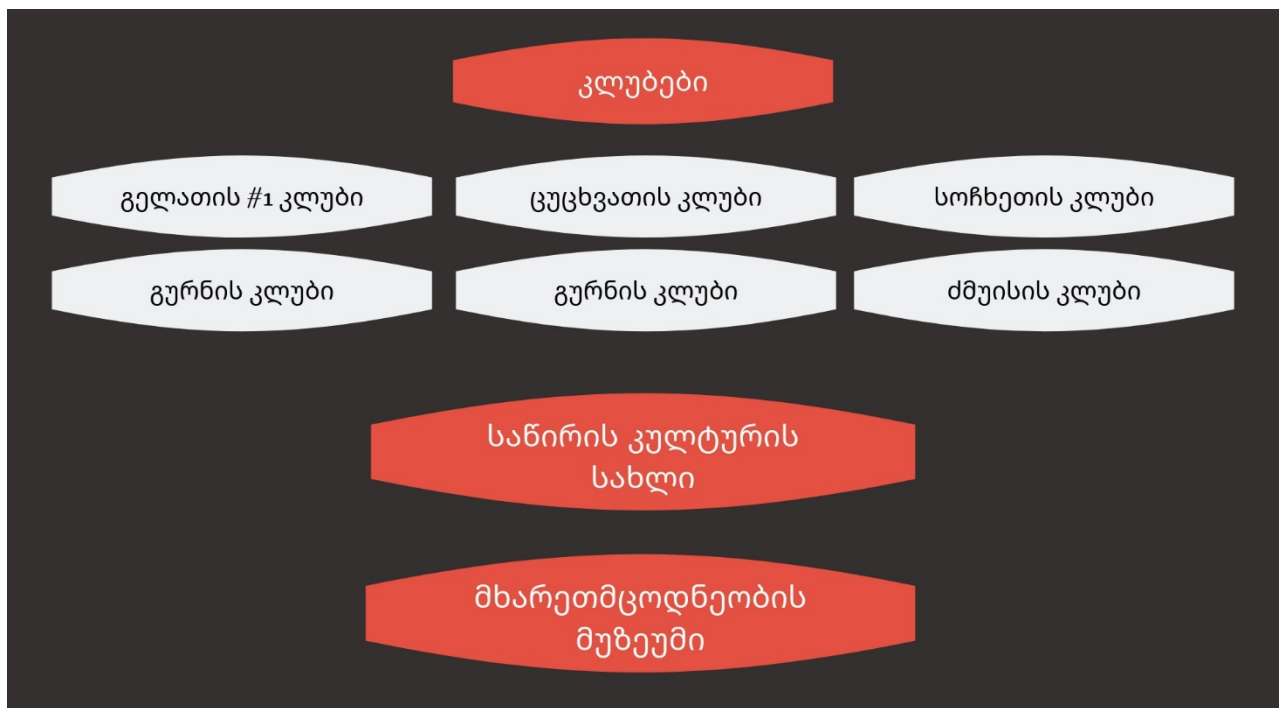 კლუბები
გელათის #1 კლუბი
ცუცხვათის კლუბი
სოჩხეთის კლუბი
გურნის კლუბი
გურნის კლუბი
ძმუისის კლუბი
საწირის კულტურის
სახლი
მხარეთმცოდნეობის
მუზეუმი